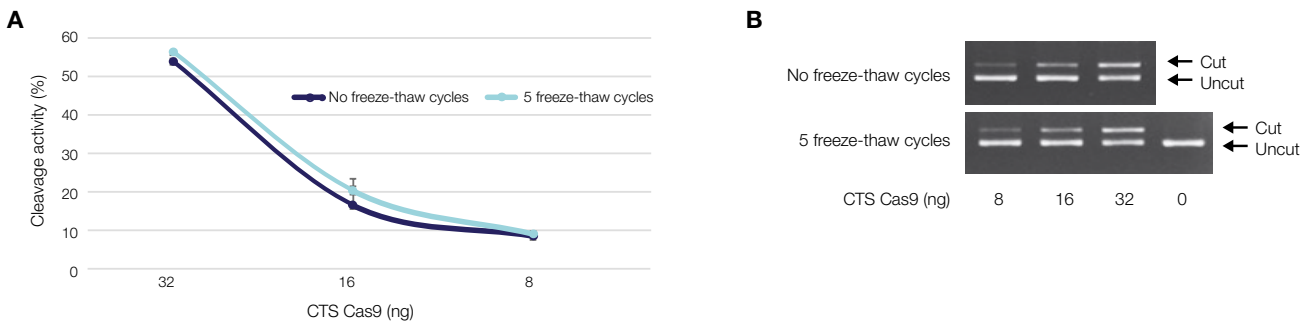 A
60
50
40
30
20
10
0
Cleavage activity (%)
No freeze-thaw cycles
5 freeze-thaw cycles
32
16
8
CTS Cas9 (ng)
B
No freeze-thaw cycles
Cut
Uncut
5 freeze-thaw cycles
Cut
Uncut
CTS Cas9 (ng) 8 16 32 0